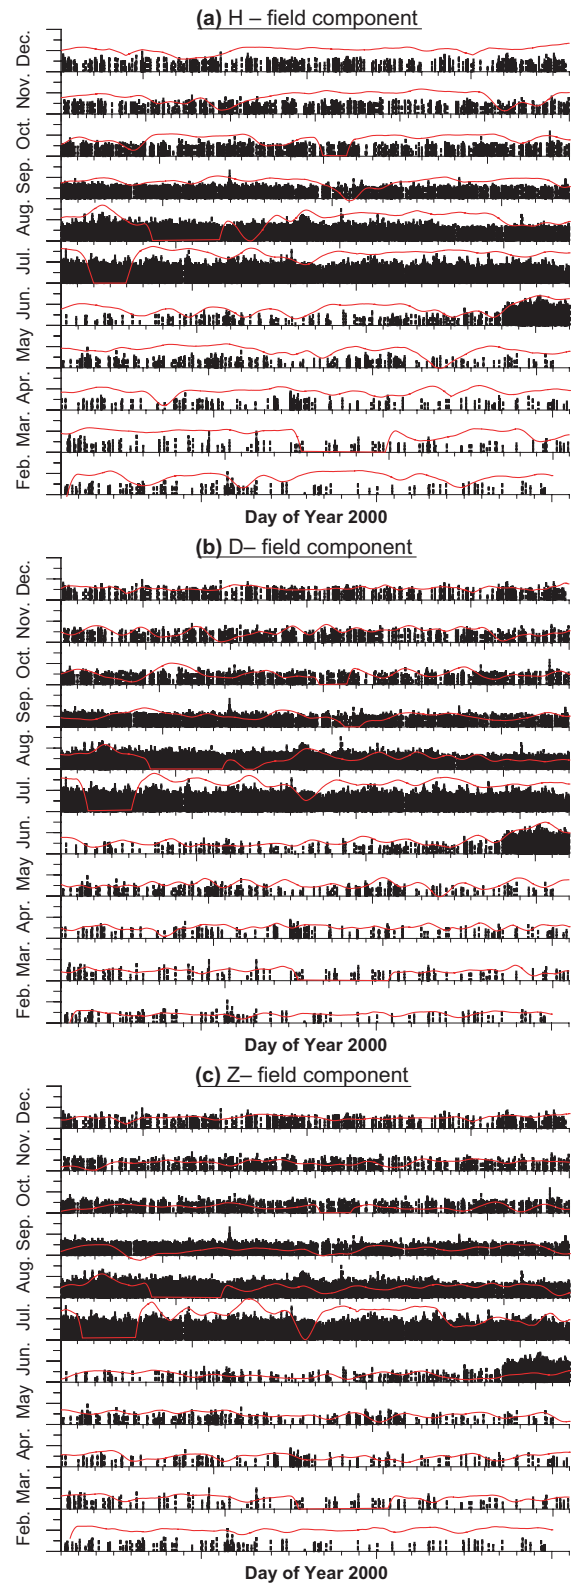 (a) H – field component
Dec.
Nov.
Oct.
Sep.
Aug.
Jul.
Jun.
May
Apr.
Mar.
Feb.
Day of Year 2000
(b) D– field component
Dec.
Nov.
Oct.
Sep.
Aug.
Jul.
Jun.
May
Apr.
Mar.
Feb.
Day of Year 2000
(c) Z– field component
Dec.
Nov.
Oct.
Sep.
Aug.
Jul.
Jun.
May
Apr.
Mar.
Feb.
Day of Year 2000